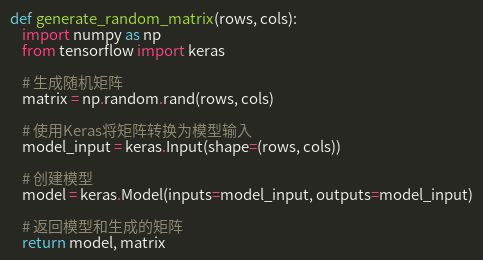 def generate_random_matrix(rows, cols):
    import numpy as np
    from tensorflow import keras

    # 生成随机矩阵
    matrix = np.random.rand(rows, cols)

    # 使用Keras将矩阵转换为模型输入
    model_input = keras.Input(shape=(rows, cols))

    # 创建模型
    model = keras.Model(inputs=model_input, outputs=model_input)

    # 返回模型和生成的矩阵
    return model, matrix